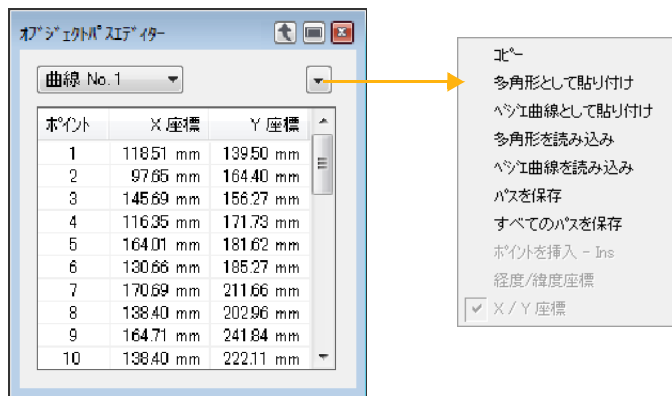 オブジェクトパスエディター
曲線 No.1
ポイント X 座標 Y 座標
1 118.51 mm 139.50 mm
2 97.65 mm 164.40 mm
3 145.69 mm 156.27 mm
4 116.35 mm 171.73 mm
5 164.01 mm 181.62 mm
6 130.66 mm 185.27 mm
7 170.69 mm 211.66 mm
8 138.40 mm 202.96 mm
9 164.71 mm 241.84 mm
10 138.40 mm 222.11 mm
コピー
多角形として貼り付け
ベジエ曲線として貼り付け
多角形を読み込み
ベジエ曲線を読み込み
パスを保存
すべてのパスを保存
ポイントを挿入 - Ins
経度/緯度座標
X / Y 座標